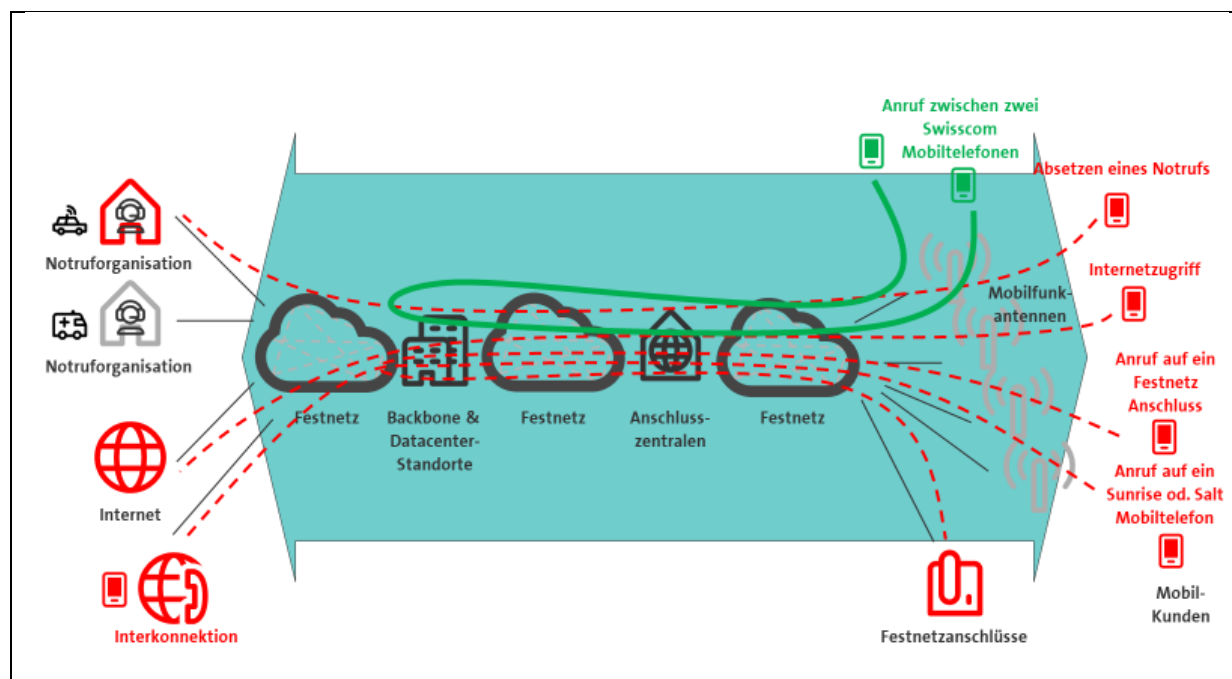 Anruf zwischen zwei
Swisscom
Mobiltelefonen
Absetzen eines Notrufs
Notruforganisation
Internetzugriff
Mobilfunk-
antennen
Notruforganisation
Anruf auf ein
Festnetz
Anschluss
Festnetz
Backbone &
Datacenter-
Standorte
Festnetz
Anschluss-
zentralen
Festnetz
Anruf auf ein
Sunrise od. Salt
Mobiltelefon
Internet
Mobil-
Kunden
Interkonnektion
Festnetzanschlüsse